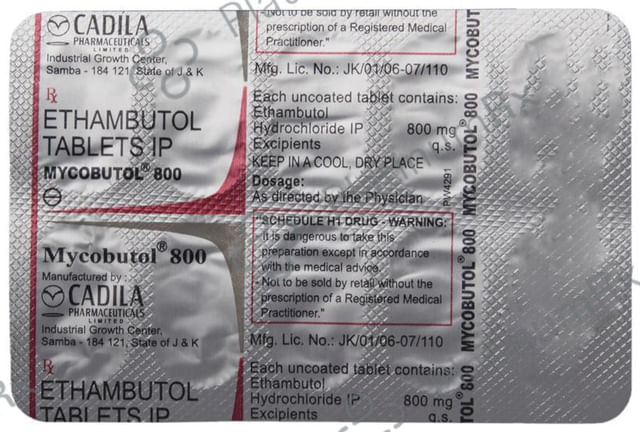 CADILA
PHARMACEUTICALS
LIMITED
Industrial Growth Center,
Samba - 184 121, State of J & K
Rx
ETHAMBUTOL
TABLETS IP
MYCOBUTOL® 800
Mycobutol® 800
Manufactured by :
CADILA
PHARMACEUTICALS
LIMITED
Industrial Growth Center,
Samba - 184 121, State of J & K
Rx
ETHAMBUTOL
TABLETS IP
- Not to be sold by retail without the
prescription of a Registered Medical
Practitioner."
Mfg. Lic. No.: JK/01/06-07/110
Each uncoated tablet contains:
Ethambutol
Hydrochloride IP 800 mg
Excipients q.s.
KEEP IN A COOL, DRY PLACE
Dosage:
As directed by the Physician
"SCHEDULE H1 DRUG - WARNING:
- It is dangerous to take this
preparation except in accordance
with the medical advice.
- Not to be sold by retail without the
prescription of a Registered Medical
Practitioner."
Mfg. Lic. No.: JK/01/06-07/110
Each uncoated tablet contains:
Ethambutol
Hydrochloride IP 800 mg
Excipients q.s.
PW4291
MYCOBUTOL® 800 MYCOBUTOL® 800 MYCO